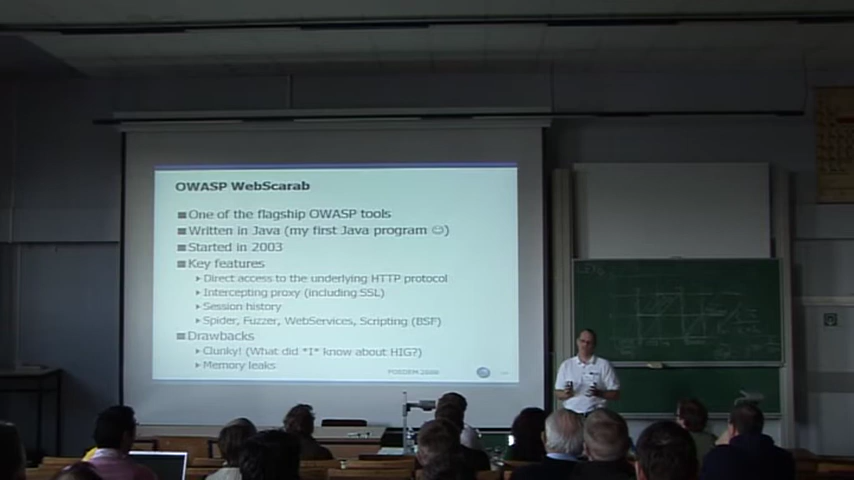 OWASP WebScarab
One of the flagship OWASP tools
Written in Java (my first Java program ☺)
Started in 2003
Key features
Direct access to the underlying HTTP protocol
Intercepting proxy (including SSL)
Session history
Spider, Fuzzer, WebServices, Scripting (BSF)
Drawbacks
Clunky! (What did *I* know about HIG?)
Memory leaks